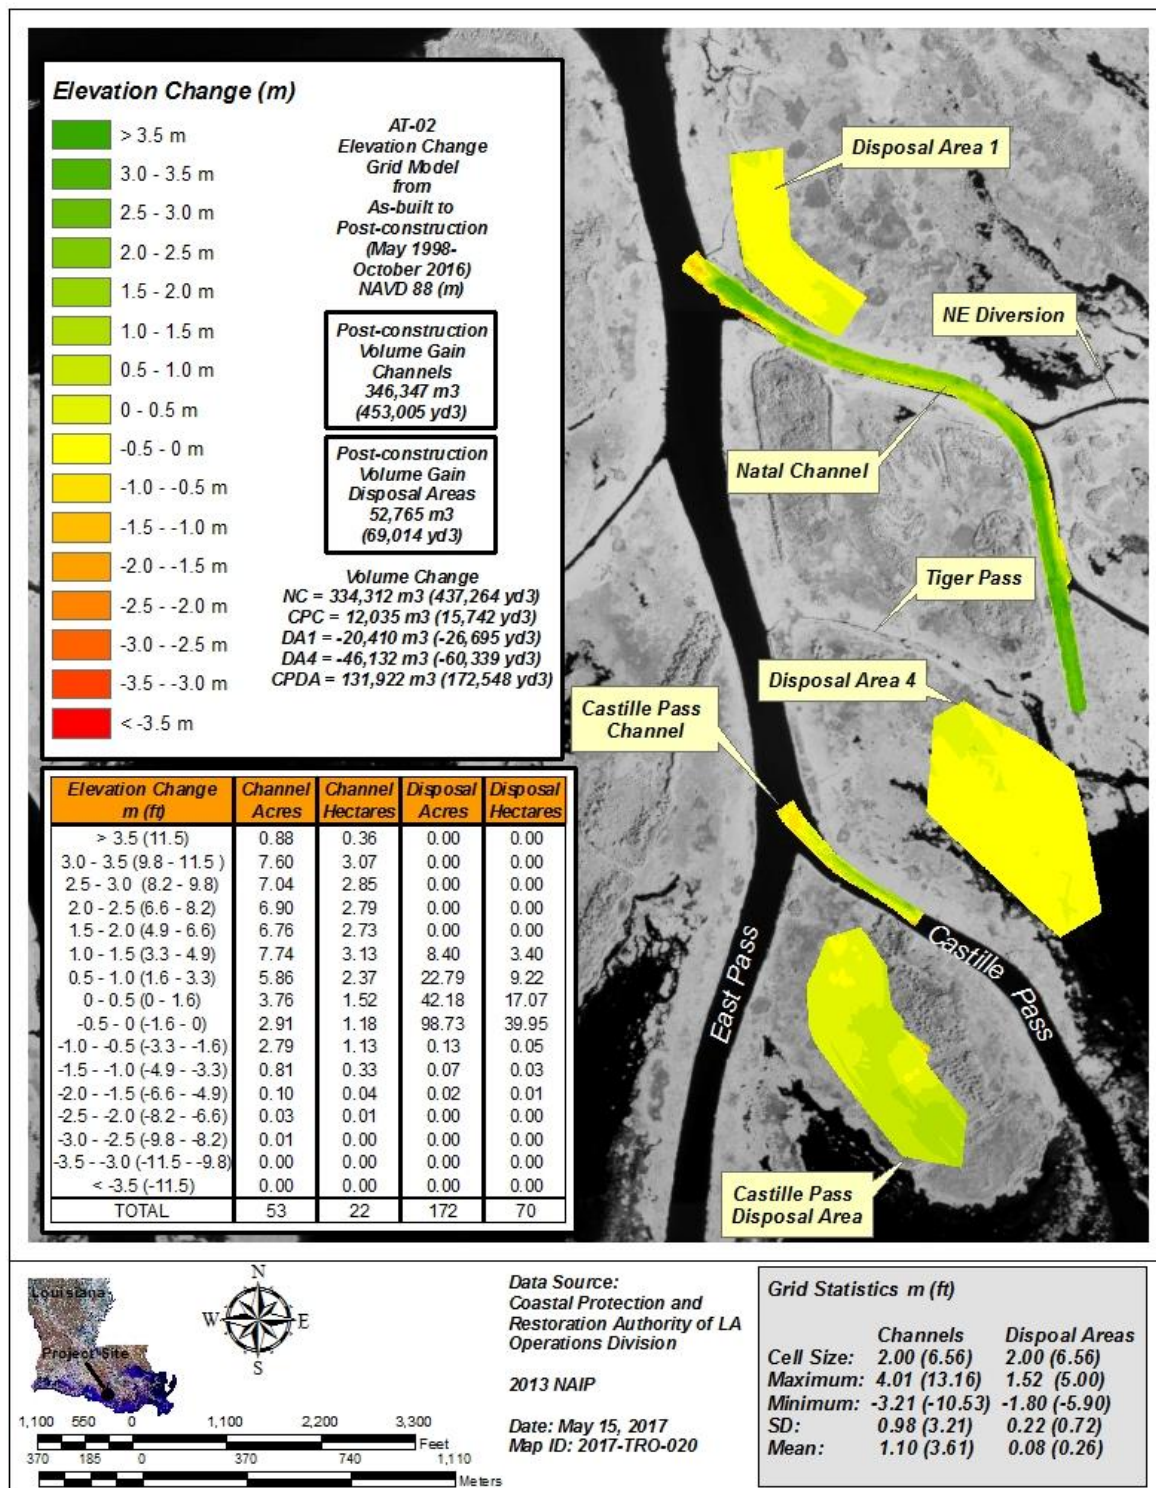 Elevation Change (m)
> 3.5 m
3.0 - 3.5 m
2.5 - 3.0 m
2.0 - 2.5 m
1.5 - 2.0 m
1.0 - 1.5 m
0.5 - 1.0 m
0 - 0.5 m
-0.5 - 0 m
-1.0 - -0.5 m
-1.5 - -1.0 m
-2.0 - -1.5 m
-2.5 - -2.0 m
-3.0 - -2.5 m
-3.5 - -3.0 m
< -3.5 m
AT-02
Elevation Change
Grid Model
from
As-built to
Post-construction
(May 1998-
October 2016)
NAVD 88 (m)
Post-construction
Volume Gain
Channels
346,347 m3
(453,005 yd3)
Post-construction
Volume Gain
Disposal Areas
52,765 m3
(69,014 yd3)
Volume Change
NC = 334,312 m3 (437,264 yd3)
CPC = 12,035 m3 (15,742 yd3)
DA1 = -20,410 m3 (-26,695 yd3)
DA4 = -46,132 m3 (-60,339 yd3)
CPDA = 131,922 m3 (172,548 yd3)
Disposal Area 1
NE Diversion
Natal Channel
Tiger Pass
Disposal Area 4
Castille Pass
Channel
East Pass
Castille Pass
Castille Pass
Disposal Area
Elevation Change Channel Channel Disposal Disposal
m (ft) Acres Hectares Acres Hectares
> 3.5 (11.5) 0.88 0.36 0.00 0.00
3.0 - 3.5 (9.8 - 11.5 ) 7.60 3.07 0.00 0.00
2.5 - 3.0 (8.2 - 9.8) 7.04 2.85 0.00 0.00
2.0 - 2.5 (6.6 - 8.2) 6.90 2.79 0.00 0.00
1.5 - 2.0 (4.9 - 6.6) 6.76 2.73 0.00 0.00
1.0 - 1.5 (3.3 - 4.9) 7.74 3.13 8.40 3.40
0.5 - 1.0 (1.6 - 3.3) 5.86 2.37 22.79 9.22
0 - 0.5 (0 - 1.6) 3.76 1.52 42.18 17.07
-0.5 - 0 (-1.6 - 0) 2.91 1.18 98.73 39.95
-1.0 - -0.5 (-3.3 - -1.6) 2.79 1.13 0.13 0.05
-1.5 - -1.0 (-4.9 - -3.3) 0.81 0.33 0.07 0.03
-2.0 - -1.5 (-6.6 - -4.9) 0.10 0.04 0.02 0.01
-2.5 - -2.0 (-8.2 - -6.6) 0.03 0.01 0.00 0.00
-3.0 - -2.5 (-9.8 - -8.2) 0.01 0.00 0.00 0.00
-3.5 - -3.0 (-11.5 - -9.8) 0.00 0.00 0.00 0.00
< -3.5 (-11.5) 0.00 0.00 0.00 0.00
TOTAL 53 22 172 70
Louisiana
Project Site
N
W E
S
1,100 550 0 1,100 2,200 3,300
Feet
370 185 0 370 740 1,110
Meters
Data Source:
Coastal Protection and
Restoration Authority of LA
Operations Division
2013 NAIP
Date: May 15, 2017
Map ID: 2017-TRO-020
Grid Statistics m (ft)
Channels Dispoal Areas
Cell Size: 2.00 (6.56) 2.00 (6.56)
Maximum: 4.01 (13.16) 1.52 (5.00)
Minimum: -3.21 (-10.53) -1.80 (-5.90)
SD: 0.98 (3.21) 0.22 (0.72)
Mean: 1.10 (3.61) 0.08 (0.26)